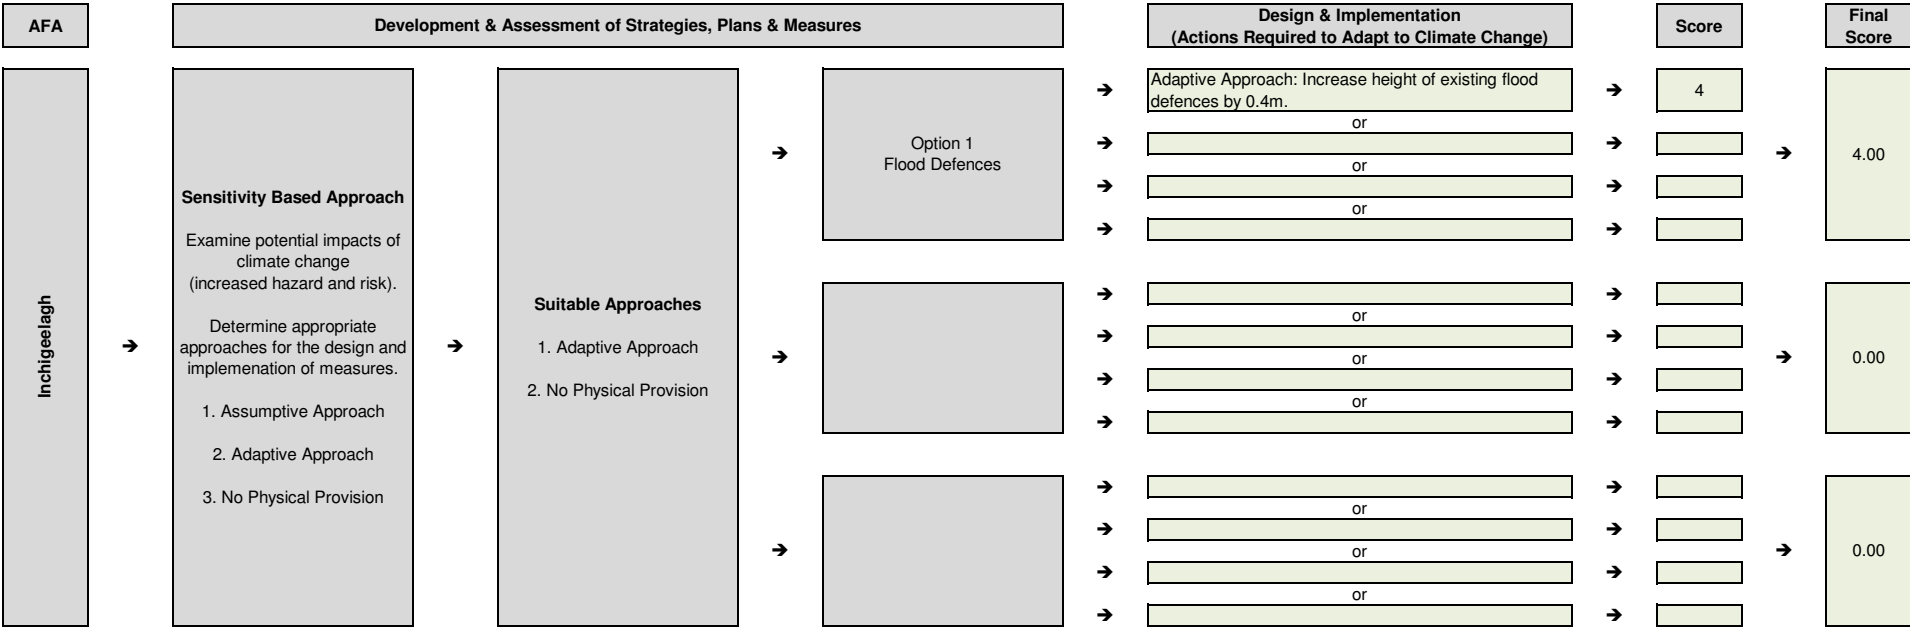 AFA
Development & Assessment of Strategies, Plans & Measures
Design & Implementation
(Actions Required to Adapt to Climate Change)
Score
Final
Score
Inchigeelagh
Sensitivity Based Approach
Examine potential impacts of
climate change
(increased hazard and risk).
Determine appropriate
approaches for the design and
implemenation of measures.
1. Assumptive Approach
2. Adaptive Approach
3. No Physical Provision
Suitable Approaches
1. Adaptive Approach
2. No Physical Provision
Option 1
Flood Defences
Adaptive Approach: Increase height of existing flood
defences by 0.4m.
or
or
or
4
4.00
or
or
or
0.00
or
or
or
0.00